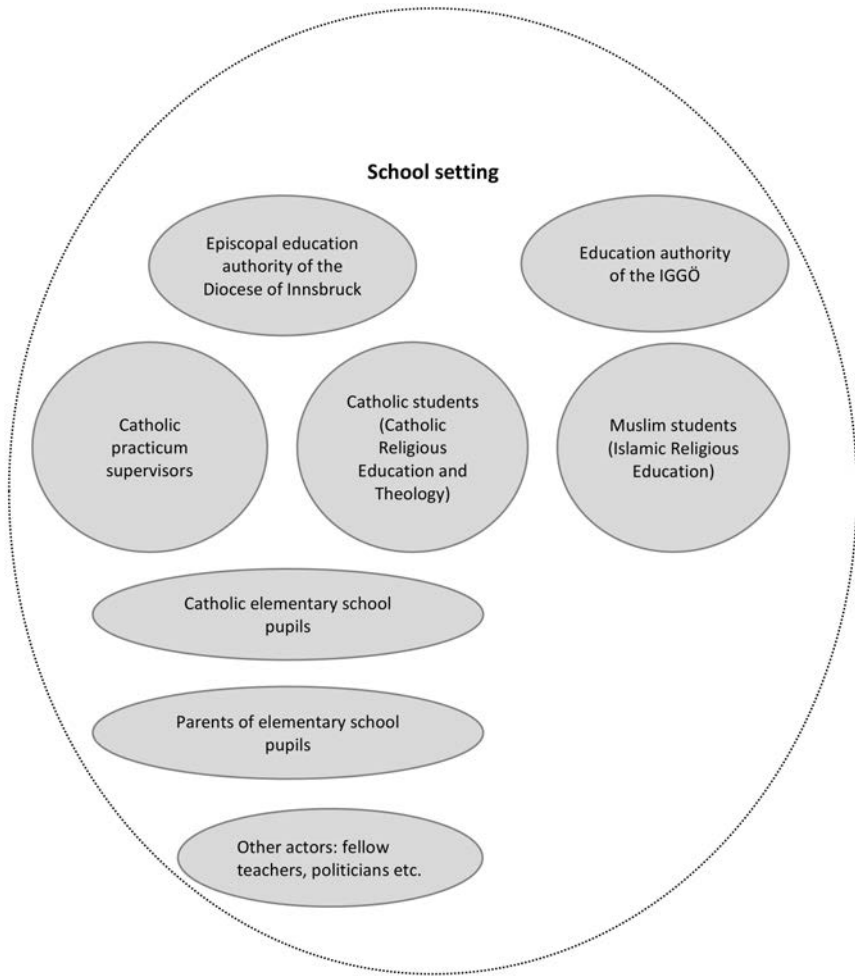 School setting
Episcopal education
authority of the
Diocese of Innsbruck
Education authority
of the IGGÖ
Catholic
practicum
supervisors
Catholic students
(Catholic
Religious
Education and
Theology)
Muslim students
(Islamic Religious
Education)
Catholic elementary school
pupils
Parents of elementary school
pupils
Other actors: fellow
teachers, politicians etc.